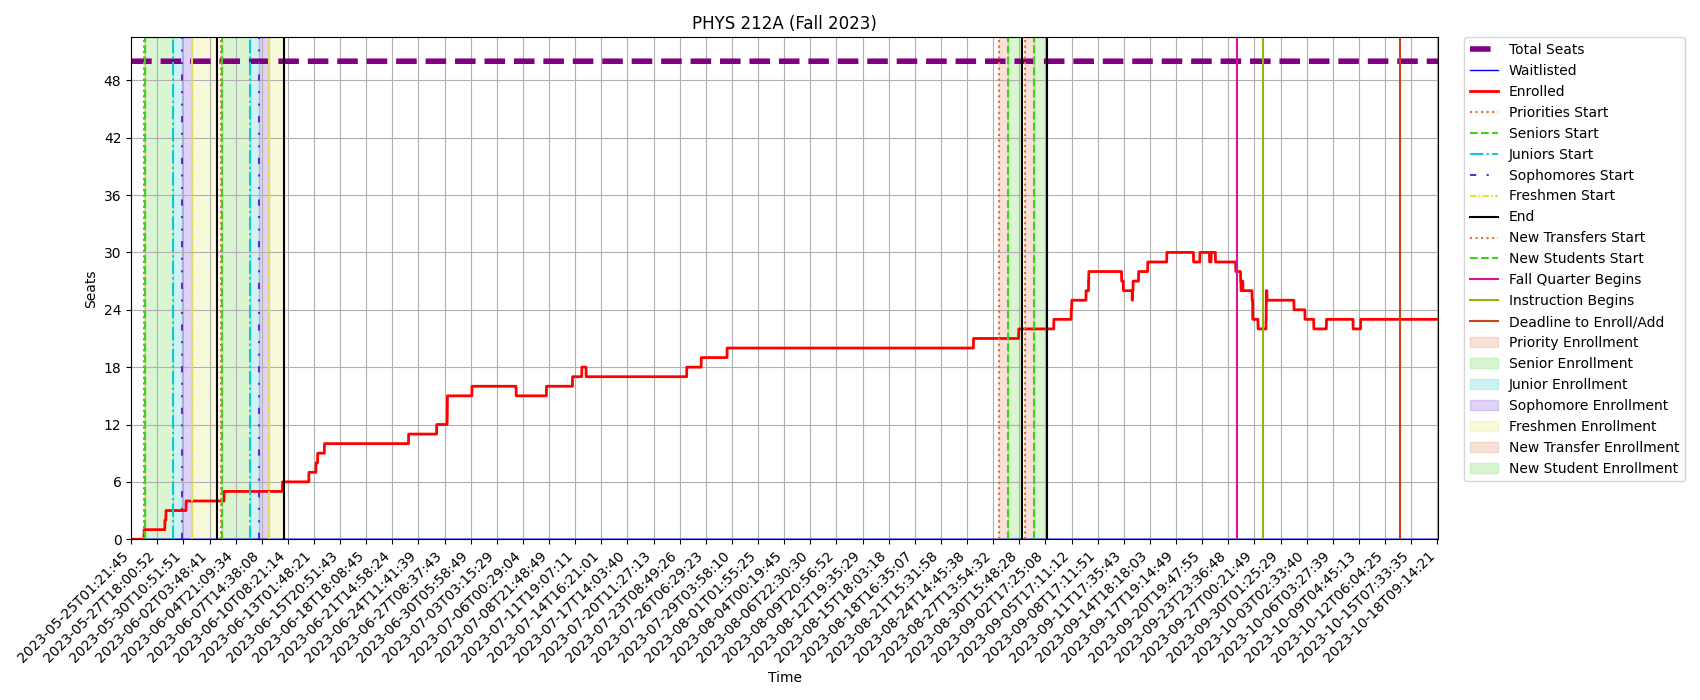 PHYS 212A (Fall 2023)
Seats
48
42
36
30
24
18
12
6
0
2023-05-25T01:21:45
2023-05-27T18:00:52
2023-05-30T10:51:51
2023-06-02T03:48:41
2023-06-04T21:09:34
2023-06-07T14:38:08
2023-06-10T08:21:14
2023-06-13T01:48:21
2023-06-15T20:51:43
2023-06-18T18:08:45
2023-06-21T14:58:24
2023-06-24T11:41:39
2023-06-27T08:37:43
2023-06-30T05:58:49
2023-07-03T03:15:29
2023-07-06T00:29:04
2023-07-08T21:48:49
2023-07-11T19:07:11
2023-07-14T16:21:01
2023-07-17T14:03:40
2023-07-20T11:27:13
2023-07-23T08:49:26
2023-07-26T06:29:23
2023-07-29T03:58:10
2023-08-01T01:55:25
2023-08-04T00:19:45
2023-08-06T22:30:30
2023-08-09T20:56:52
2023-08-12T19:35:29
2023-08-15T18:03:18
2023-08-18T16:35:07
2023-08-21T15:31:58
2023-08-24T14:45:38
2023-08-27T13:54:32
2023-08-30T15:48:28
2023-09-02T17:25:08
2023-09-05T17:11:12
2023-09-08T17:11:51
2023-09-11T17:35:43
2023-09-14T18:18:03
2023-09-17T19:14:49
2023-09-20T19:47:55
2023-09-23T23:36:48
2023-09-27T00:21:49
2023-09-30T01:25:29
2023-10-03T02:33:40
2023-10-06T03:27:39
2023-10-09T04:45:13
2023-10-12T06:04:25
2023-10-15T07:33:35
2023-10-18T09:14:21
Time
Total Seats
Waitlisted
Enrolled
Priorities Start
Seniors Start
Juniors Start
Sophomores Start
Freshmen Start
End
New Transfers Start
New Students Start
Fall Quarter Begins
Instruction Begins
Deadline to Enroll/Add
Priority Enrollment
Senior Enrollment
Junior Enrollment
Sophomore Enrollment
Freshmen Enrollment
New Transfer Enrollment
New Student Enrollment